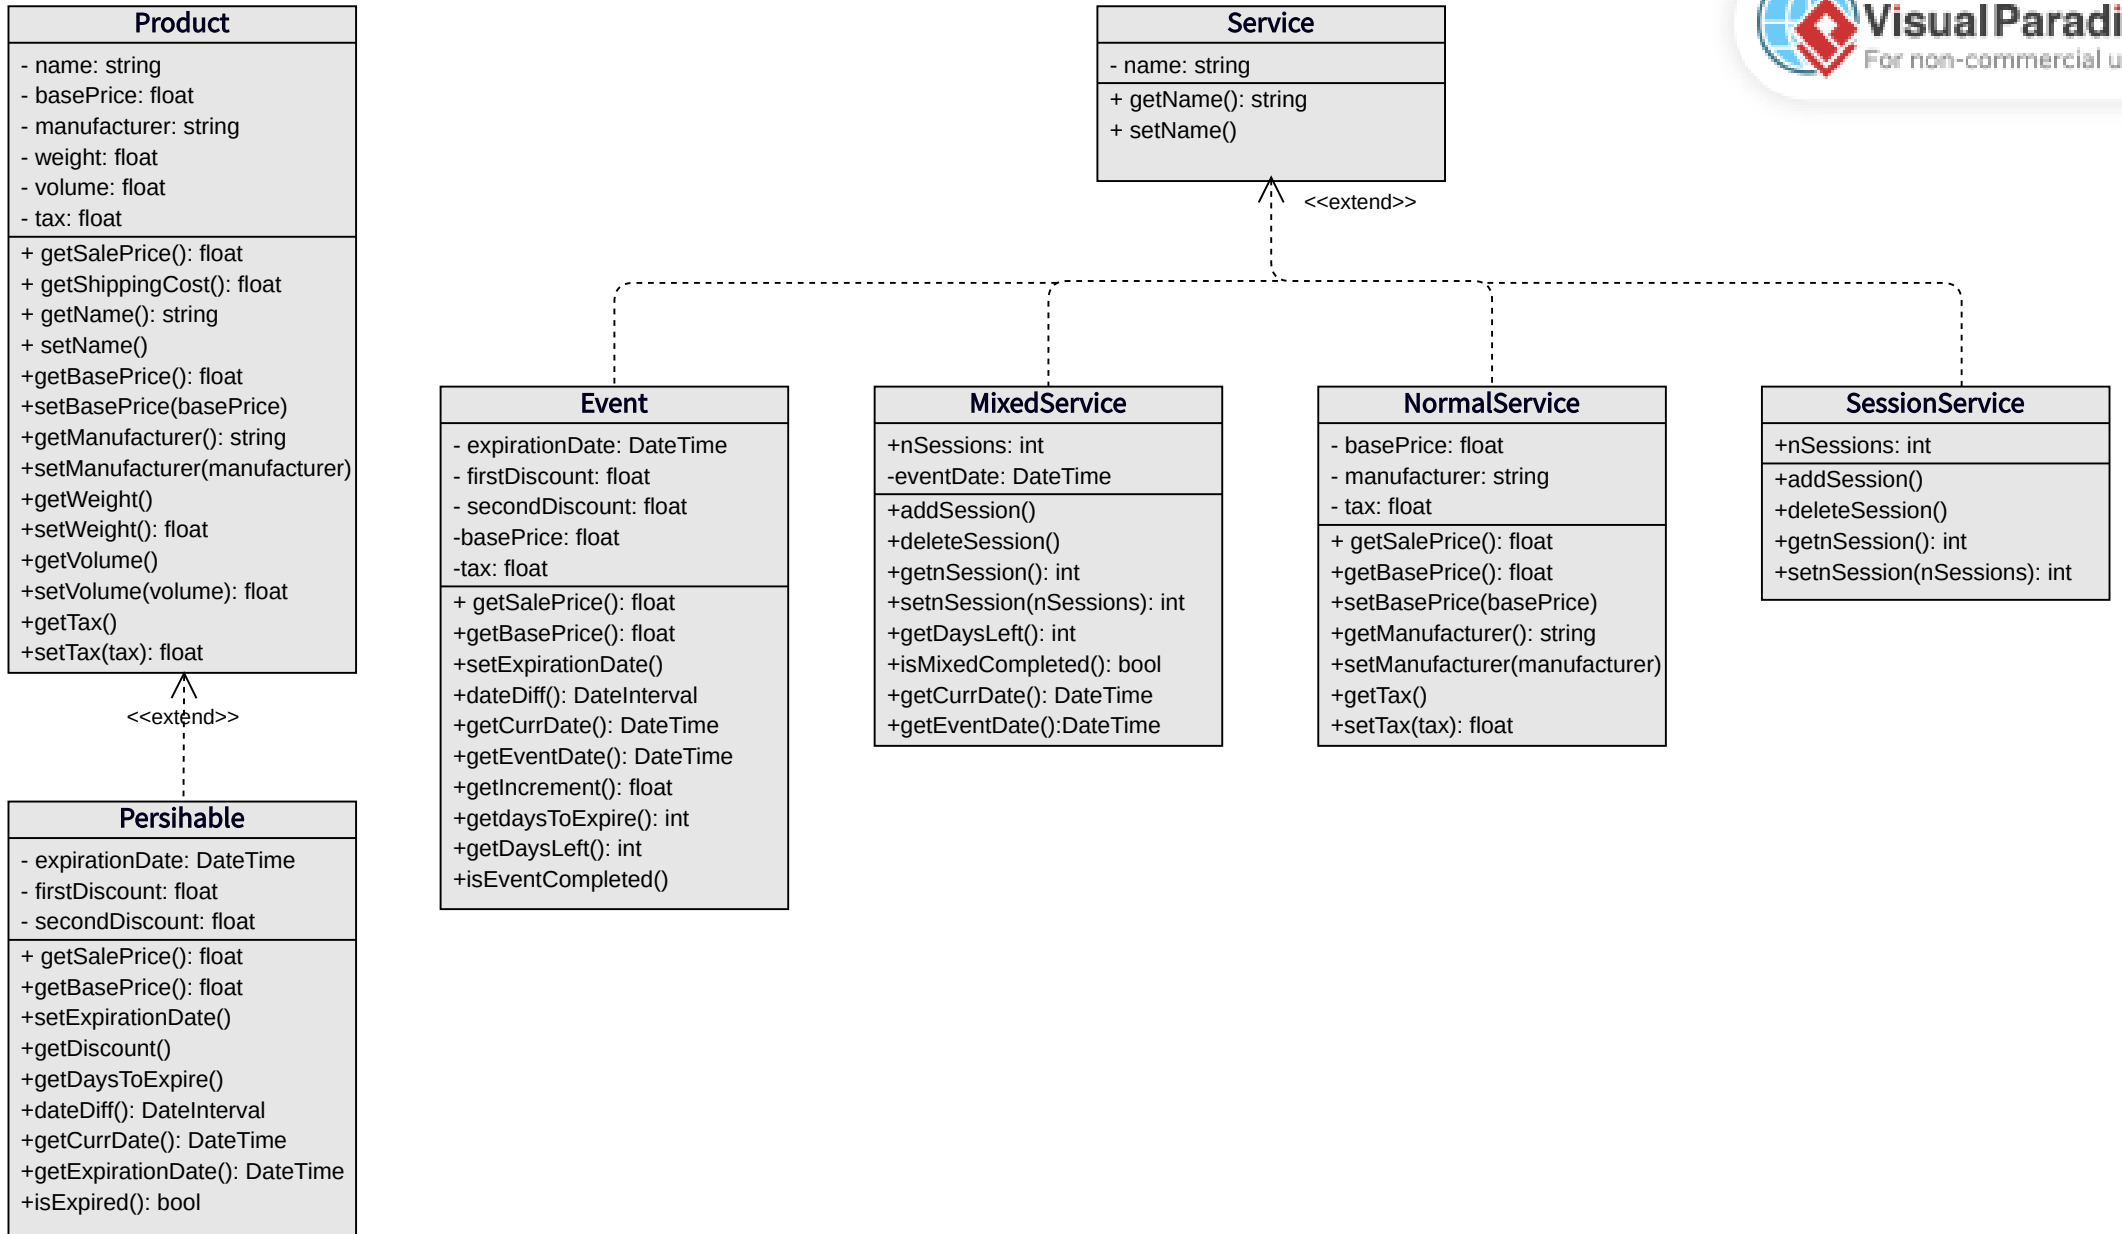 Product
- name: string
- basePrice: float
- manufacturer: string
- weight: float
- volume: float
- tax: float
+ getSalePrice(): float
+ getShippingCost(): float
+ getName(): string
+ setName()
+getBasePrice(): float
+setBasePrice(basePrice)
+getManufacturer(): string
+setManufacturer(manufacturer)
+getWeight()
+setWeight(): float
+getVolume()
+setVolume(volume): float
+getTax()
+setTax(tax): float
<<extend>>
Persihable
- expirationDate: DateTime
- firstDiscount: float
- secondDiscount: float
+ getSalePrice(): float
+getBasePrice(): float
+setExpirationDate()
+getDiscount()
+getDaysToExpire()
+dateDiff(): DateInterval
+getCurrDate(): DateTime
+getExpirationDate(): DateTime
+isExpired(): bool
Service
- name: string
+ getName(): string
+ setName()
<<extend>>
Event
- expirationDate: DateTime
- firstDiscount: float
- secondDiscount: float
-basePrice: float
-tax: float
+ getSalePrice(): float
+getBasePrice(): float
+setExpirationDate()
+dateDiff(): DateInterval
+getCurrDate(): DateTime
+getEventDate(): DateTime
+getIncrement(): float
+getdaysToExpire(): int
+getDaysLeft(): int
+isEventCompleted()
MixedService
+nSessions: int
-eventDate: DateTime
+addSession()
+deleteSession()
+getnSession(): int
+setnSession(nSessions): int
+getDaysLeft(): int
+isMixedCompleted(): bool
+getCurrDate(): DateTime
+getEventDate():DateTime
NormalService
- basePrice: float
- manufacturer: string
- tax: float
+ getSalePrice(): float
+getBasePrice(): float
+setBasePrice(basePrice)
+getManufacturer(): string
+setManufacturer(manufacturer)
+getTax()
+setTax(tax): float
SessionService
+nSessions: int
+addSession()
+deleteSession()
+getnSession(): int
+setnSession(nSessions): int
Visual Paradi
For non-commercial u